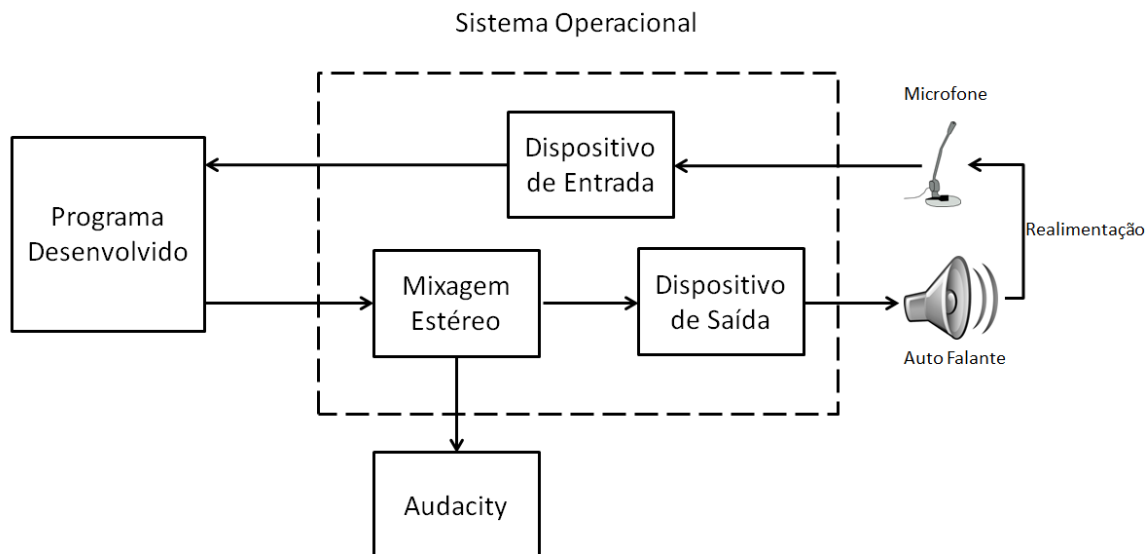 Sistema Operacional
Microfone
Dispositivo
de Entrada
Programa
Desenvolvido
Realimentação
Mixagem
Estéreo
Dispositivo
de Saída
Auto Falante
Audacity